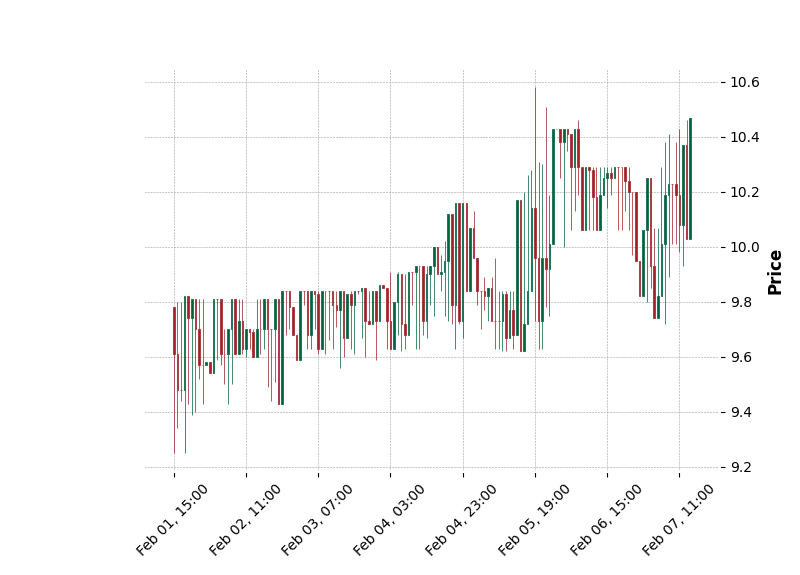 10.6
10.4
10.2
10.0
9.8
9.6
9.4
9.2
Price
Feb 01, 15:00
Feb 02, 11:00
Feb 03, 07:00
Feb 04, 03:00
Feb 04, 23:00
Feb 05, 19:00
Feb 06, 15:00
Feb 07, 11:00